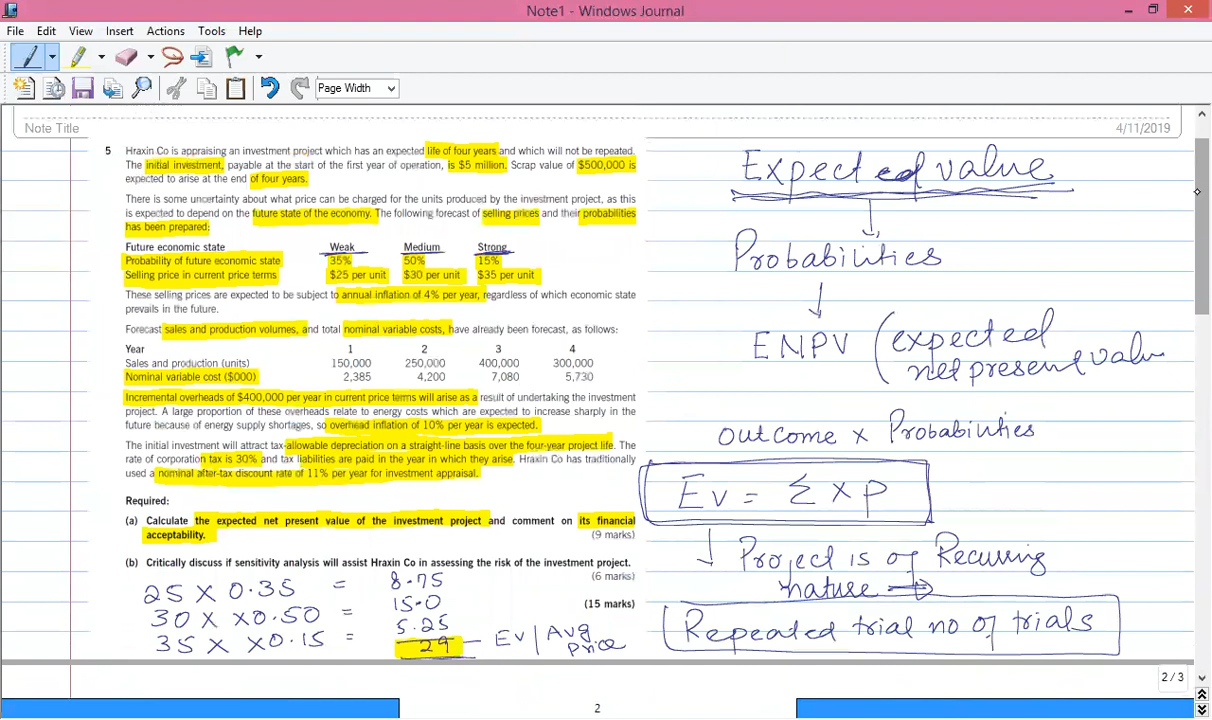 Note1 - Windows Journal
File Edit View Insert Actions Tools Help
Page Width
Note Title
4/11/2019
5 Hraxin Co is appraising an investment project which has an expected life of four years and which will not be repeated.
The initial investment, payable at the start of the first year of operation, is $5 million. Scrap value of $500,000 is
expected to arise at the end of four years.
There is some uncertainty about what price can be charged for the units produced by the investment project, as this
is expected to depend on the future state of the economy. The following forecast of selling prices and their probabilities
has been prepared:
Future economic state Weak Medium Strong
Probability of future economic state 35% 50% 15%
Selling price in current price terms $25 per unit $30 per unit $35 per unit
These selling prices are expected to be subject to annual inflation of 4% per year, regardless of which economic state
prevails in the future.
Forecast sales and production volumes, and total nominal variable costs, have already been forecast, as follows:
Year 1 2 3 4
Sales and production (units) 150,000 250,000 400,000 300,000
Nominal variable cost ($000) 2,385 4,200 7,080 5,730
Incremental overheads of $400,000 per year in current price terms will arise as a result of undertaking the investment
project. A large proportion of these overheads relate to energy costs which are expected to increase sharply in the
future because of energy supply shortages, so overhead inflation of 10% per year is expected.
The initial investment will attract tax-allowable depreciation on a straight-line basis over the four-year project life. The
rate of corporation tax is 30% and tax liabilities are paid in the year in which they arise. Hraxin Co has traditionally
used a nominal after-tax discount rate of 11% per year for investment appraisal.
Required:
(a) Calculate the expected net present value of the investment project and comment on its financial
acceptability.
(9 marks)
(b) Critically discuss if sensitivity analysis will assist Hraxin Co in assessing the risk of the investment project.
(6 marks)
(15 marks)
25 X 0.35 = 8.75
30 X X0.50 = 15.0
35 X X0.15 = 5.25
29 EV | Avg
Price
Expected value
Probabilities
ENPV (expected
net present value
outcome x Probabilities
Ev = Σ x p
Project is of Recurring
nature
Repeated trial no of trials
2 / 3
2